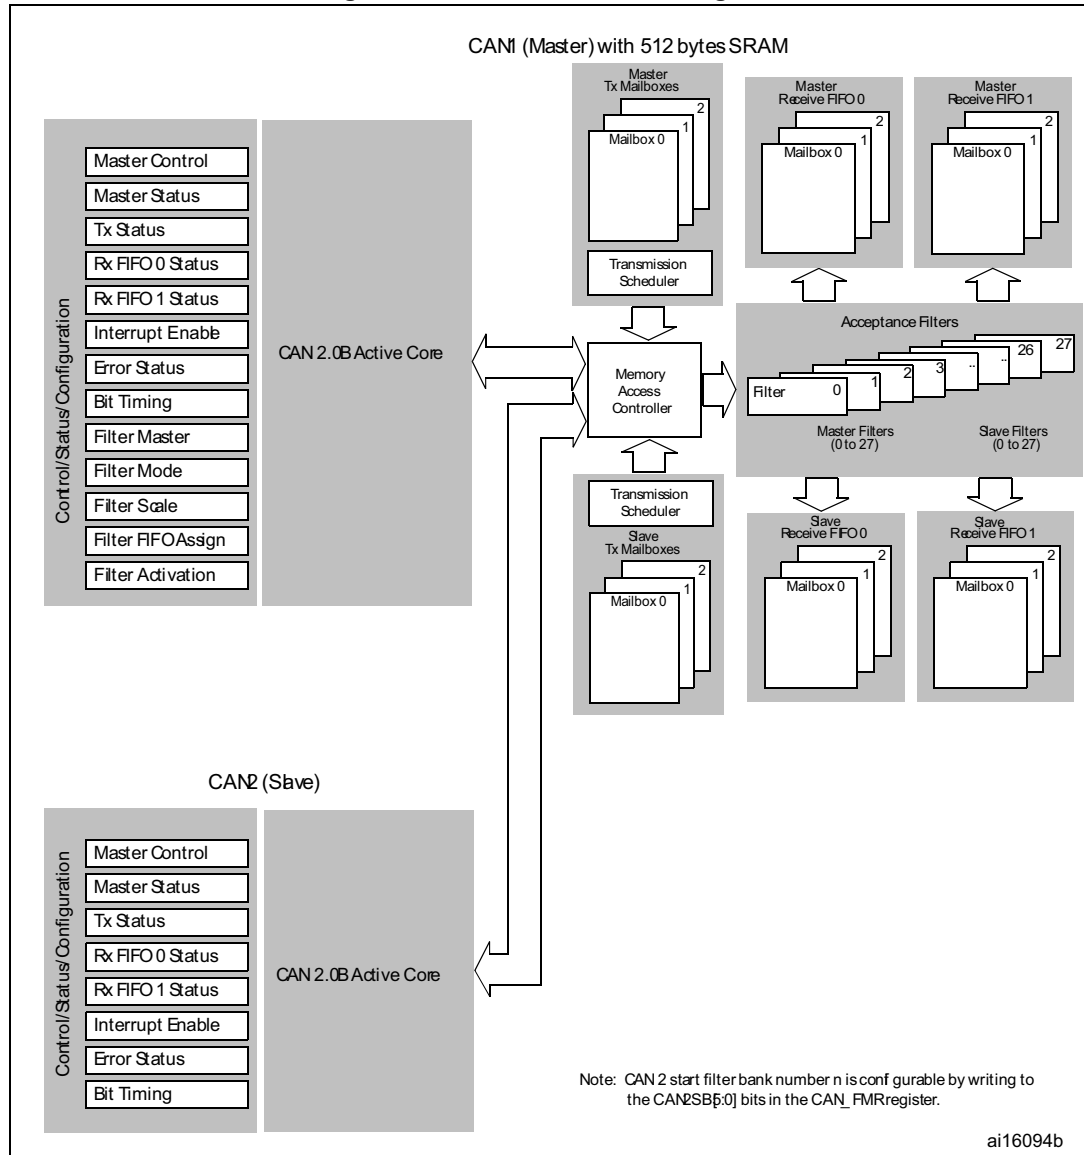 CAN1 (Master) with 512 bytes SRAM
Master
Tx Mailboxes
2
1
Mailbox 0
Transmission
Scheduler
Master
Receive FIFO 0
2
1
Mailbox 0
Master
Receive FIFO 1
2
1
Mailbox 0
Control/Status/Configuration
Master Control
Master Status
Tx Status
Rx FIFO 0 Status
Rx FIFO 1 Status
Interrupt Enable
Error Status
Bit Timing
Filter Master
Filter Mode
Filter Scale
Filter FIFO Assign
Filter Activation
CAN 2.0B Active Core
Memory
Access
Controller
Acceptance Filters
Filter 0 1 2 3 .. .. 26 27
Master Filters
(0 to 27)
Slave Filters
(0 to 27)
Transmission
Scheduler
Slave
Tx Mailboxes
2
1
Mailbox 0
Slave
Receive FIFO 0
2
1
Mailbox 0
Slave
Receive FIFO 1
2
1
Mailbox 0
CAN2 (Slave)
Control/Status/Configuration
Master Control
Master Status
Tx Status
Rx FIFO 0 Status
Rx FIFO 1 Status
Interrupt Enable
Error Status
Bit Timing
CAN 2.0B Active Core
Note: CAN 2 start filter bank number n is conf gurable by writing to
the CAN2SB[5:0] bits in the CAN_FMR register.
ai16094b